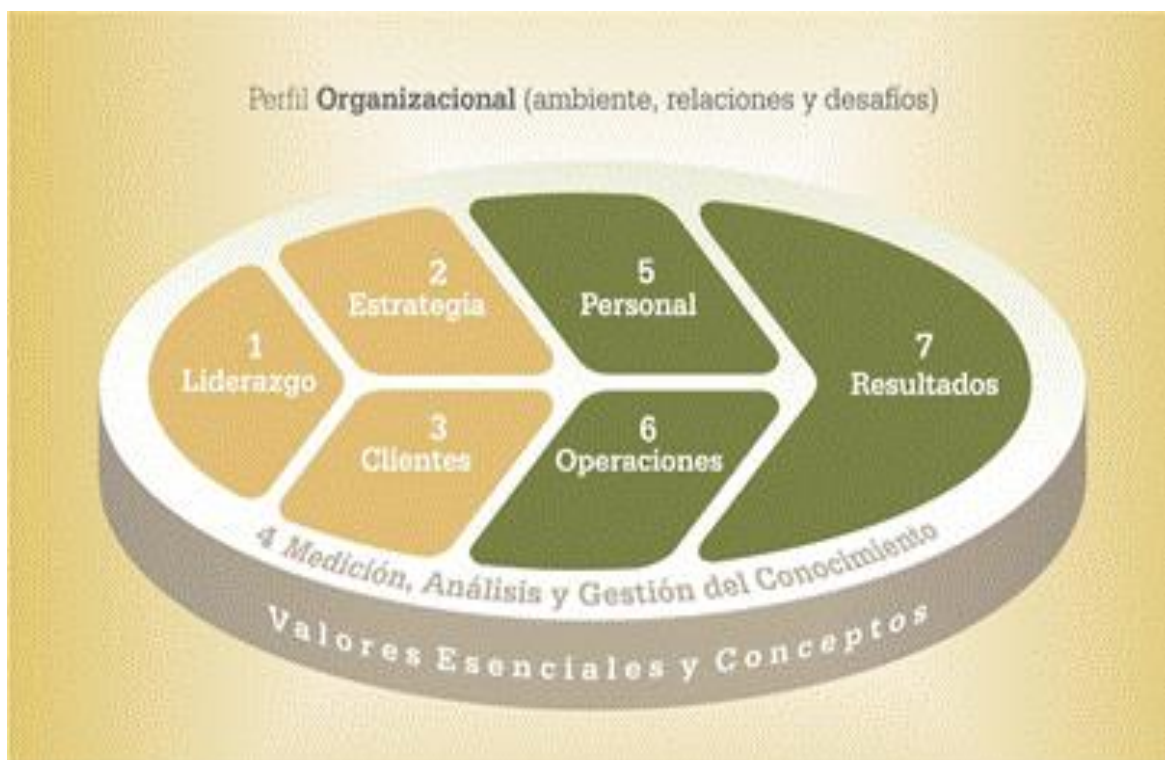 Perfil Organizacional (ambiente, relaciones y desafíos)
1
Liderazgo
2
Estrategia
3
Clientes
5
Personal
6
Operaciones
7
Resultados
4 Medición, Análisis y Gestión del Conocimiento
Valores Esenciales y Conceptos